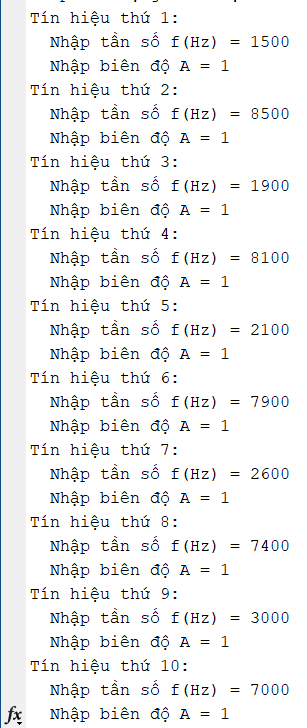 Tín hiệu thứ 1:
Nhập tần số f(Hz) = 1500
Nhập biên độ A = 1
Tín hiệu thứ 2:
Nhập tần số f(Hz) = 8500
Nhập biên độ A = 1
Tín hiệu thứ 3:
Nhập tần số f(Hz) = 1900
Nhập biên độ A = 1
Tín hiệu thứ 4:
Nhập tần số f(Hz) = 8100
Nhập biên độ A = 1
Tín hiệu thứ 5:
Nhập tần số f(Hz) = 2100
Nhập biên độ A = 1
Tín hiệu thứ 6:
Nhập tần số f(Hz) = 7900
Nhập biên độ A = 1
Tín hiệu thứ 7:
Nhập tần số f(Hz) = 2600
Nhập biên độ A = 1
Tín hiệu thứ 8:
Nhập tần số f(Hz) = 7400
Nhập biên độ A = 1
Tín hiệu thứ 9:
Nhập tần số f(Hz) = 3000
Nhập biên độ A = 1
Tín hiệu thứ 10:
Nhập tần số f(Hz) = 7000
fx Nhập biên độ A = 1